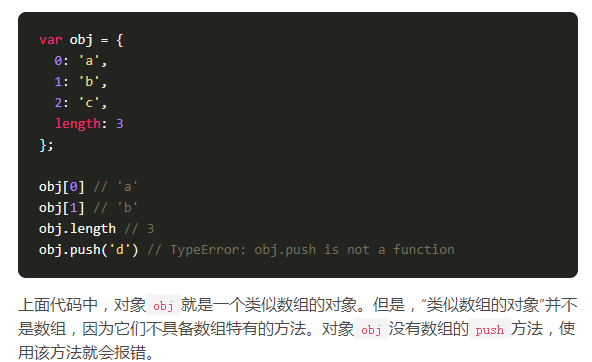 var obj = {
  0: 'a',
  1: 'b',
  2: 'c',
  length: 3
};
obj[0] // 'a'
obj[1] // 'b'
obj.length // 3
obj.push('d') // TypeError: obj.push is not a function
上面代码中，对象 obj 就是一个类似数组的对象。但是，“类似数组的对象”并不
是数组，因为它们不具备数组特有的方法。对象 obj 没有数组的 push 方法，使
用该方法就会报错。